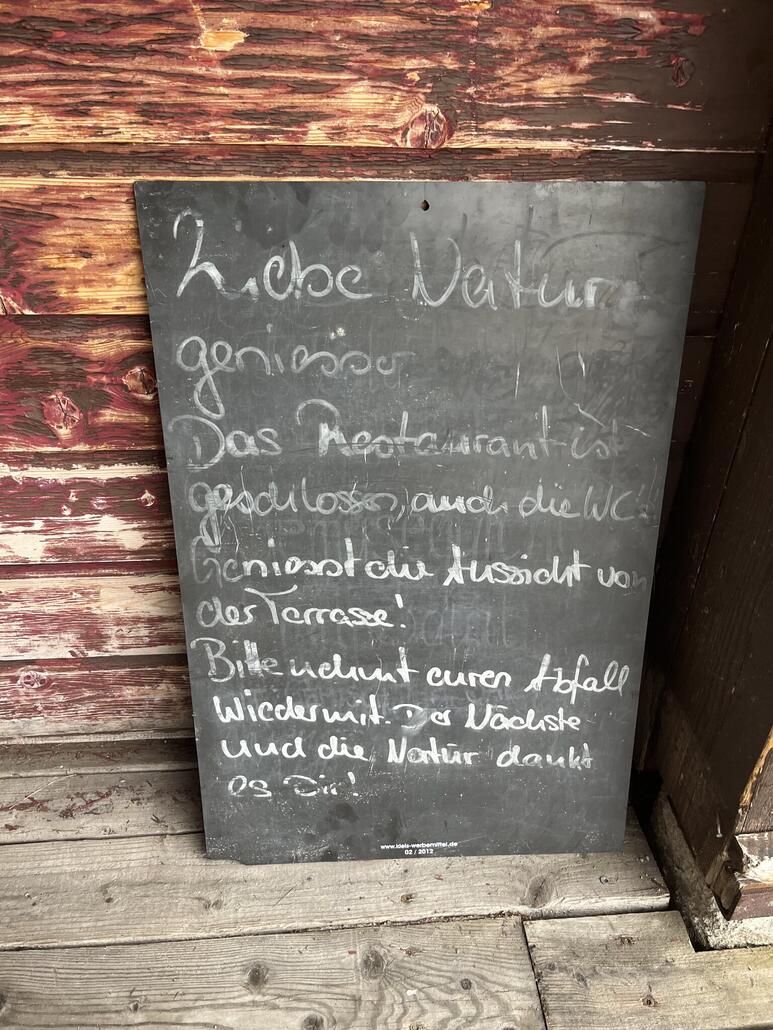 Liebe Natur-
geniesser
Das Restaurant ist
geschlossen, auch die WC's!
Geniesst die Aussicht von
der Terrasse!
Bitte nehmt euren Abfall
wieder mit. Der Nächste
und die Natur dankt
es Dir!
www.ideis-werbemittel.de
02 / 2012